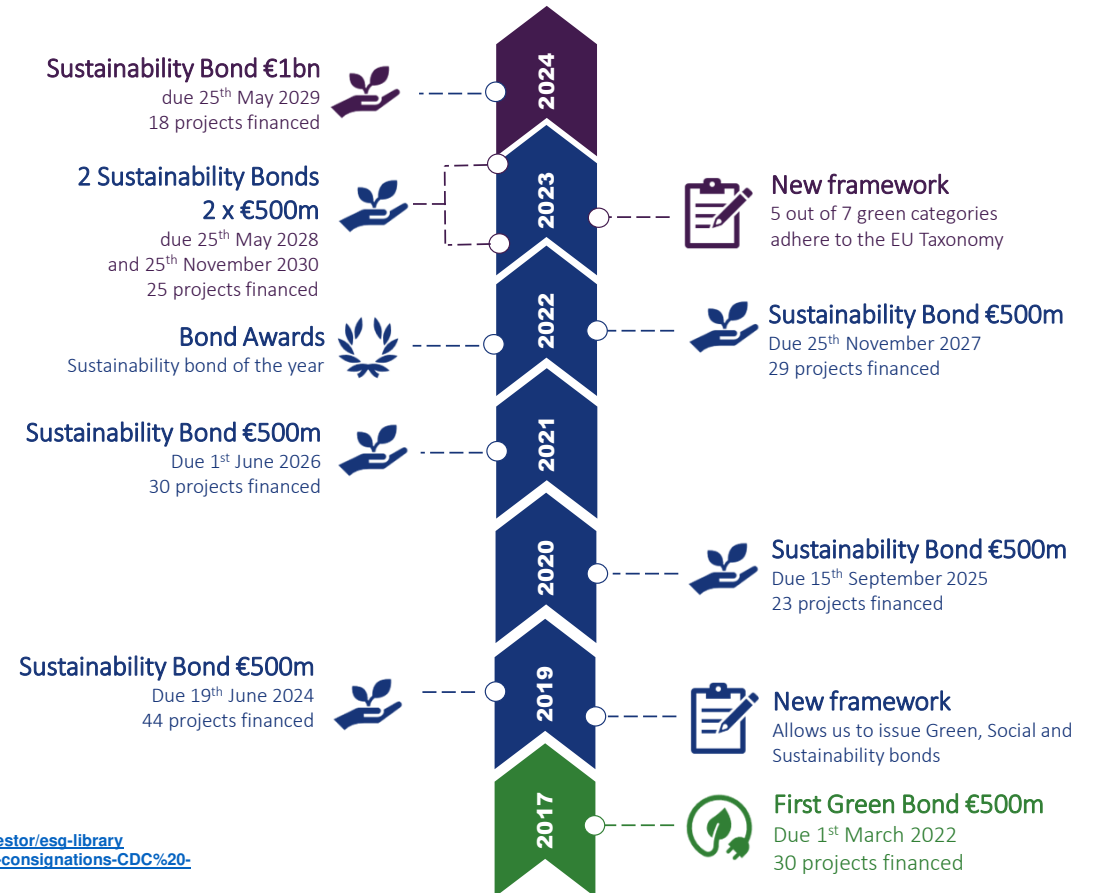 2024
Sustainability Bond €1bn
due 25th May 2029
18 projects financed
2 Sustainability Bonds
2 x €500m
due 25th May 2028
and 25th November 2030
25 projects financed
2023
New framework
5 out of 7 green categories
adhere to the EU Taxonomy
Bond Awards
Sustainability bond of the year
2022
Sustainability Bond €500m
Due 25th November 2027
29 projects financed
Sustainability Bond €500m
Due 1st June 2026
30 projects financed
2021
2020
Sustainability Bond €500m
Due 15th September 2025
23 projects financed
Sustainability Bond €500m
Due 19th June 2024
44 projects financed
2019
New framework
Allows us to issue Green, Social and
Sustainability bonds
2017
First Green Bond €500m
Due 1st March 2022
30 projects financed
estor/esg-library
-consignations-CDC%20-